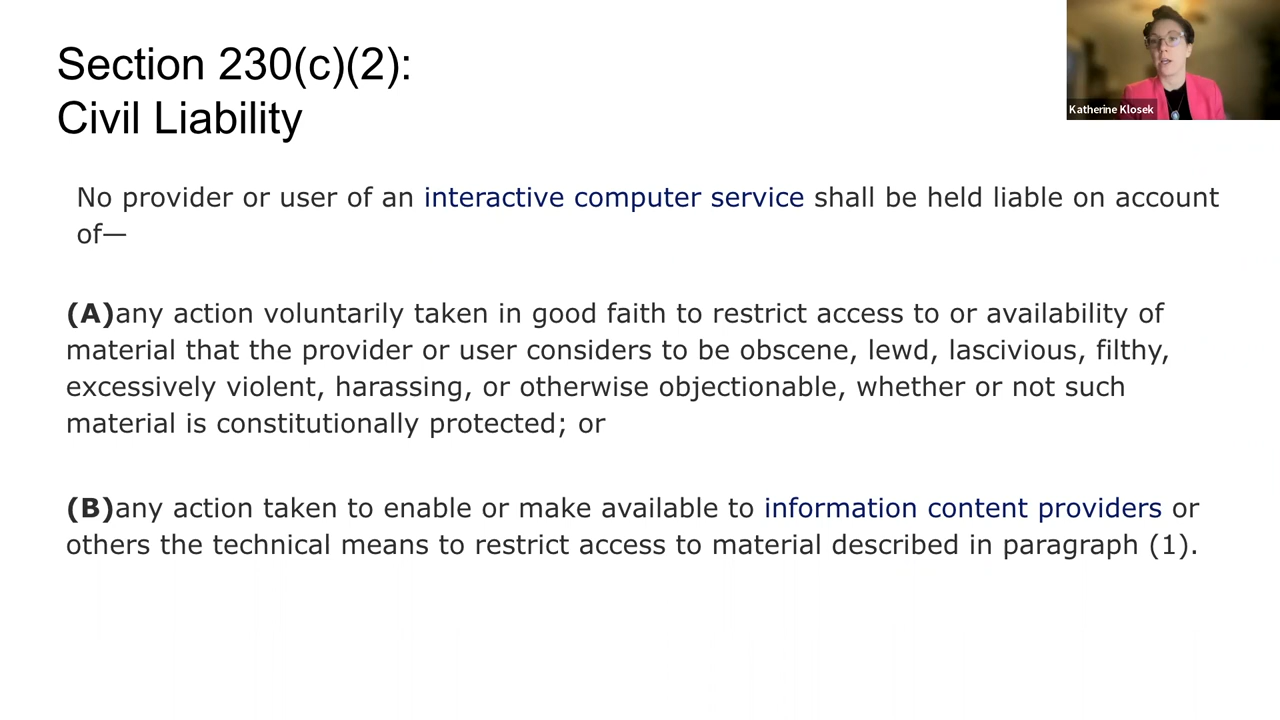 Section 230(c)(2):
Civil Liability
Katherine Klosek
No provider or user of an interactive computer service shall be held liable on account
of—
(A)any action voluntarily taken in good faith to restrict access to or availability of
material that the provider or user considers to be obscene, lewd, lascivious, filthy,
excessively violent, harassing, or otherwise objectionable, whether or not such
material is constitutionally protected; or
(B)any action taken to enable or make available to information content providers or
others the technical means to restrict access to material described in paragraph (1).